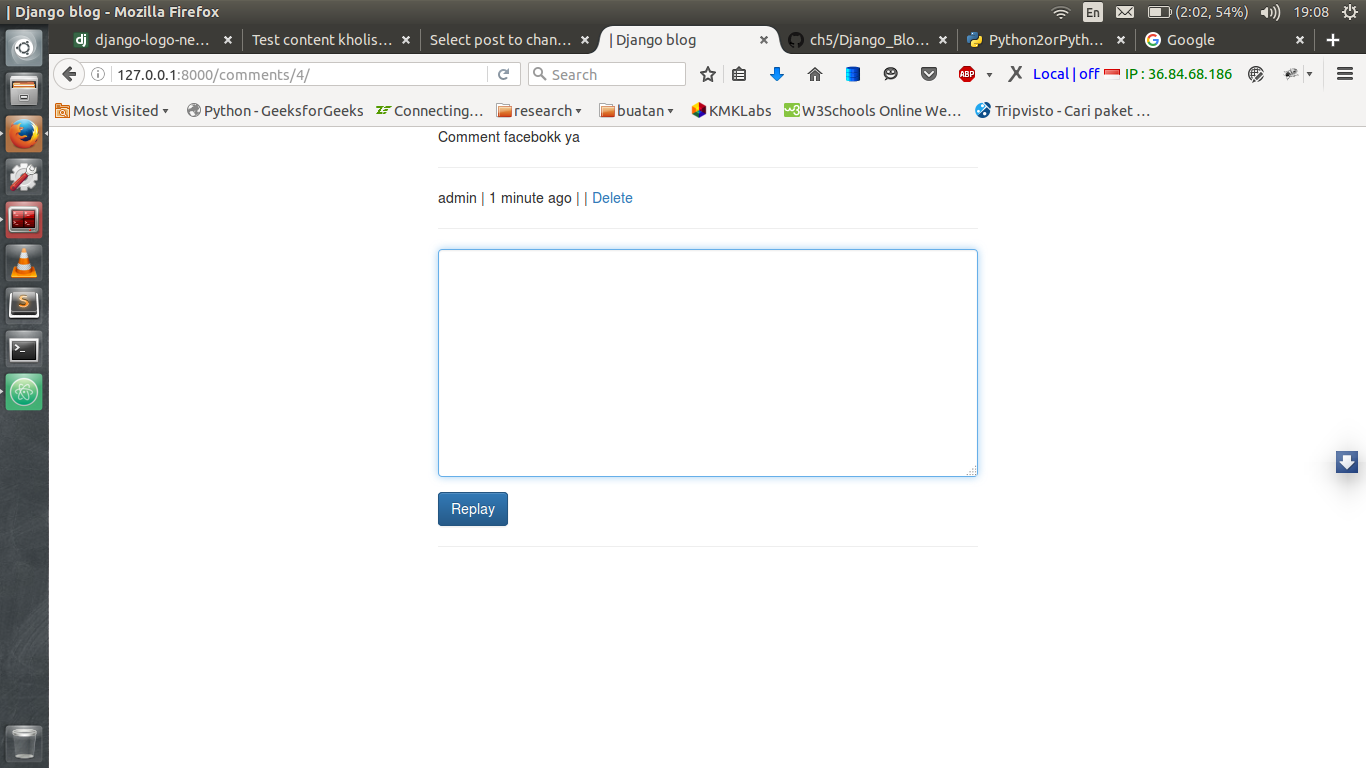 | Django blog - Mozilla Firefox
En
(2:02, 54%)
19:08
dj django-logo-ne…
Test content kholis…
Select post to chan…
| Django blog
ch5/Django_Blo…
Python2orPyth…
Google
127.0.0.1:8000/comments/4/
Search
ABP
Local | off
IP : 36.84.68.186
Most Visited
Python - GeeksforGeeks
Connecting…
research
buatan
KMKLabs
W3Schools Online We…
Tripvisto - Cari paket …
Comment facebokk ya
admin | 1 minute ago | | Delete
Replay